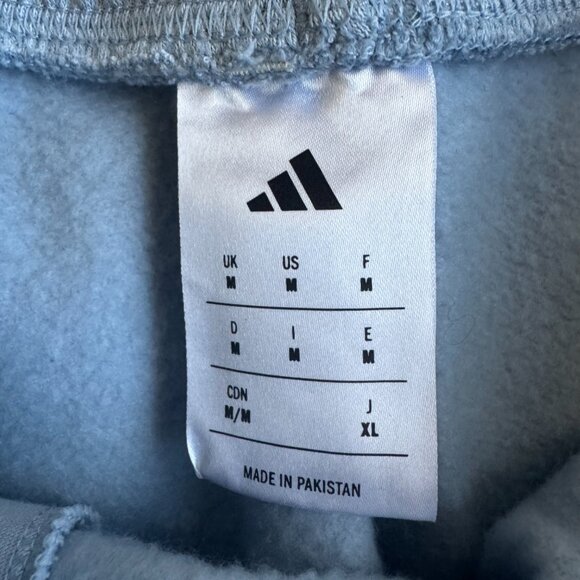 UK US F
M M M
D I E
M M M
CDN J
M/M XL
MADE IN PAKISTAN